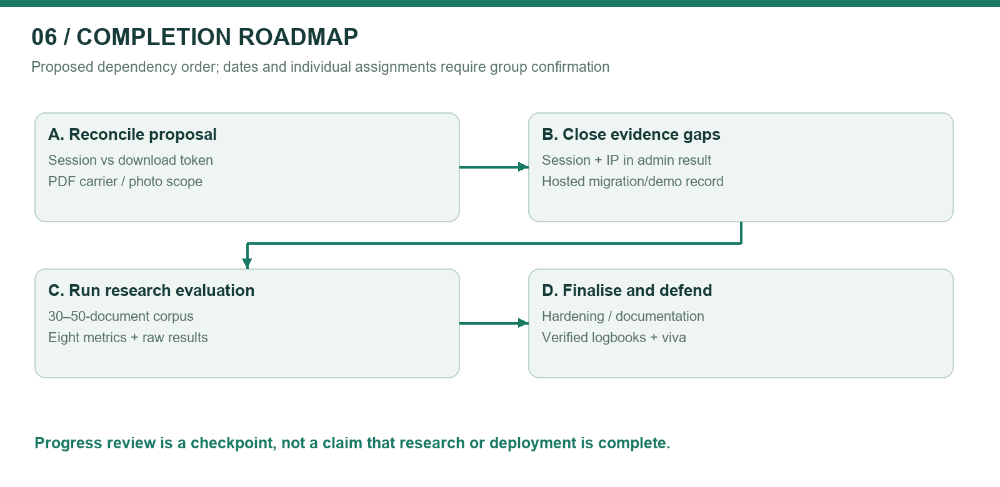 06 / COMPLETION ROADMAP
Proposed dependency order; dates and individual assignments require group confirmation
A. Reconcile proposal
Session vs download token
PDF carrier / photo scope
B. Close evidence gaps
Session + IP in admin result
Hosted migration/demo record
C. Run research evaluation
30–50-document corpus
Eight metrics + raw results
D. Finalise and defend
Hardening / documentation
Verified logbooks + viva
Progress review is a checkpoint, not a claim that research or deployment is complete.